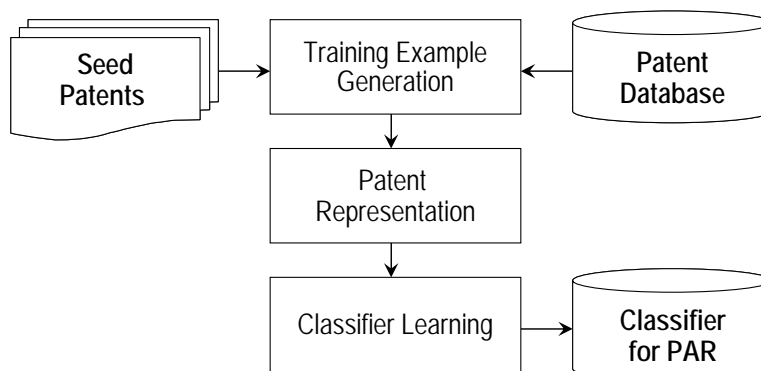 Seed
Patents
Training Example
Generation
Patent
Database
Patent
Representation
Classifier Learning
Classifier
for PAR